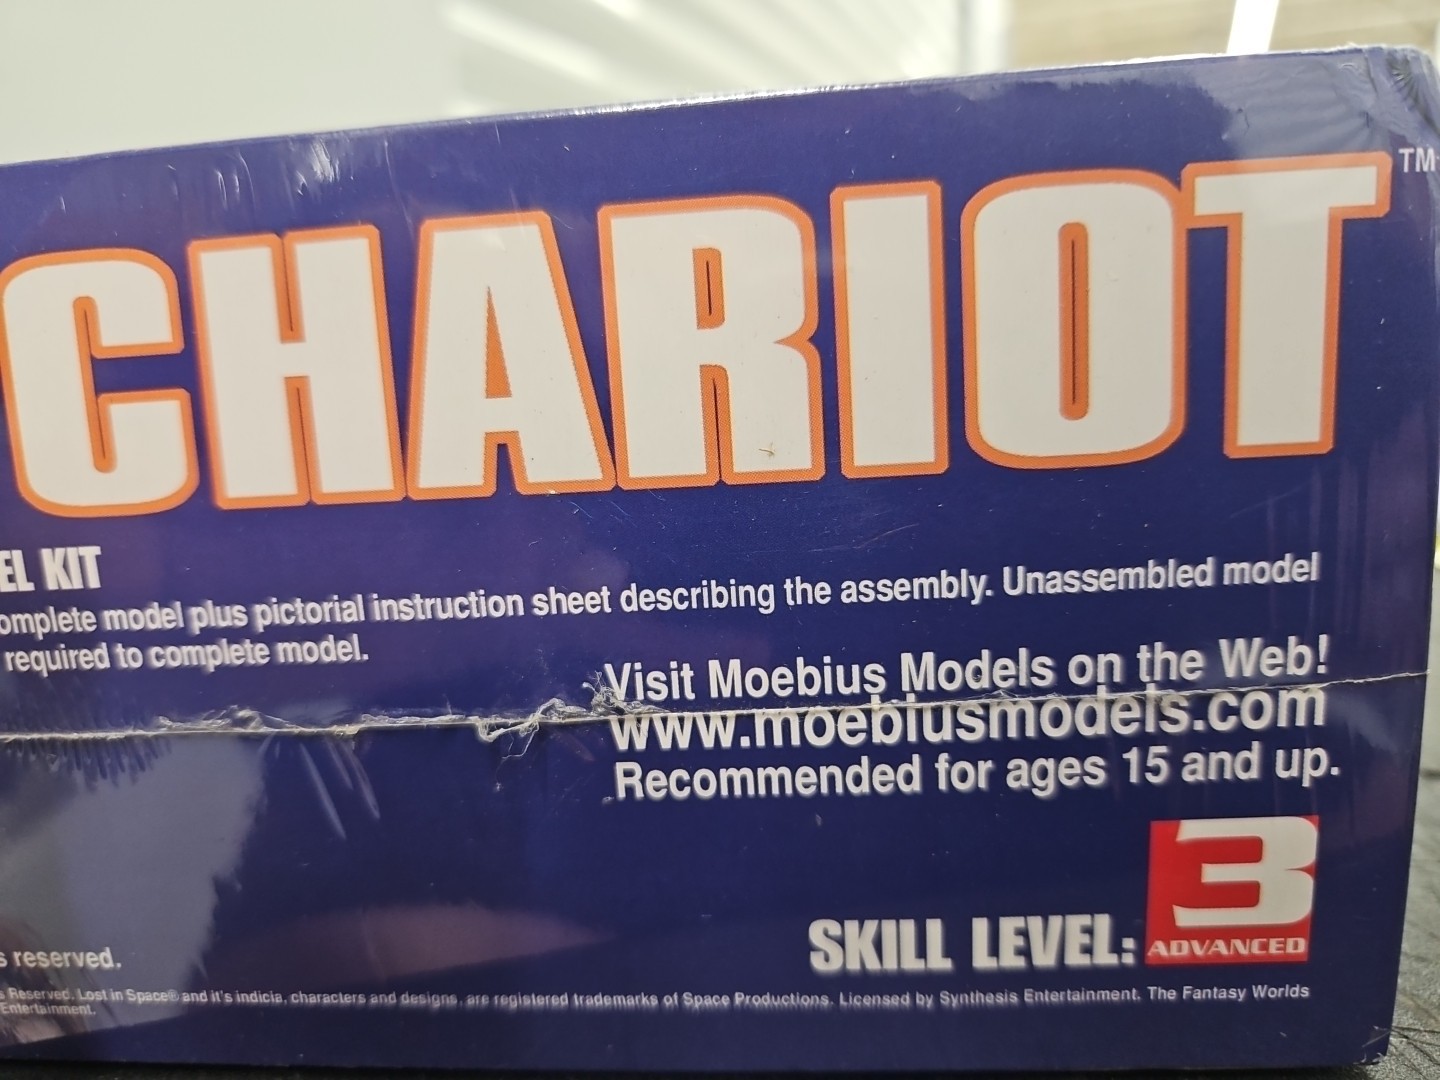 CHARIOT™
EL KIT
omplete model plus pictorial instruction sheet describing the assembly. Unassembled model
required to complete model.
Visit Moebius Models on the Web!
www.moebiusmodels.com
Recommended for ages 15 and up.
3
SKILL LEVEL: ADVANCED
s reserved.
s Reserved. Lost in Space® and it's indicia, characters and designs, are registered trademarks of Space Productions. Licensed by Synthesis Entertainment. The Fantasy Worlds
Entertainment.